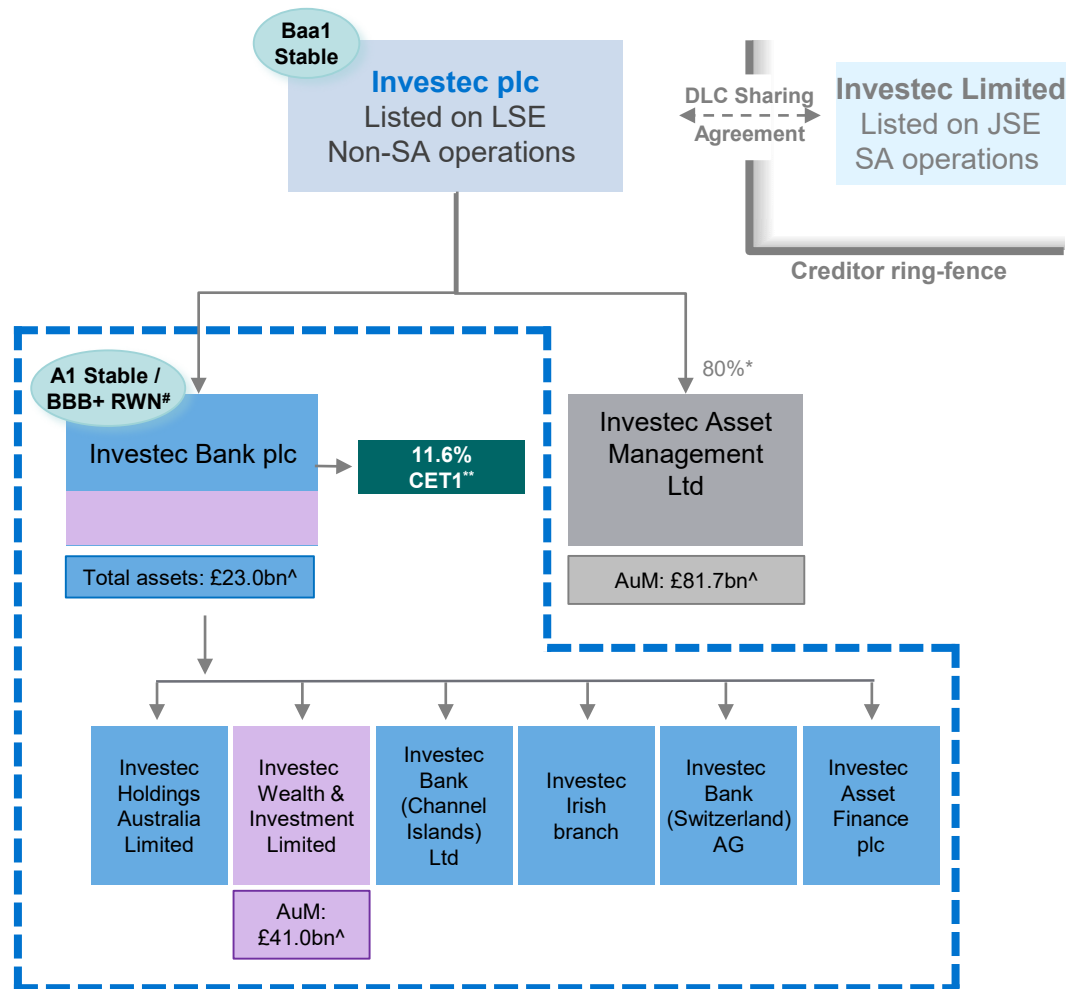 Baa1
Stable
Investec plc
Listed on LSE
Non-SA operations
DLC Sharing
Agreement
Investec Limited
Listed on JSE
SA operations
Creditor ring-fence
A1 Stable /
BBB+ RWN#
Investec Bank plc
11.6%
CET1**
80%*
Investec Asset
Management
Ltd
Total assets: £23.0bn^
AuM: £81.7bn^
Investec
Holdings
Australia
Limited
Investec
Wealth &
Investment
Limited
Investec
Bank
(Channel
Islands)
Ltd
Investec
Irish
branch
Investec
Bank
(Switzerland)
AG
Investec
Asset
Finance
plc
AuM:
£41.0bn^